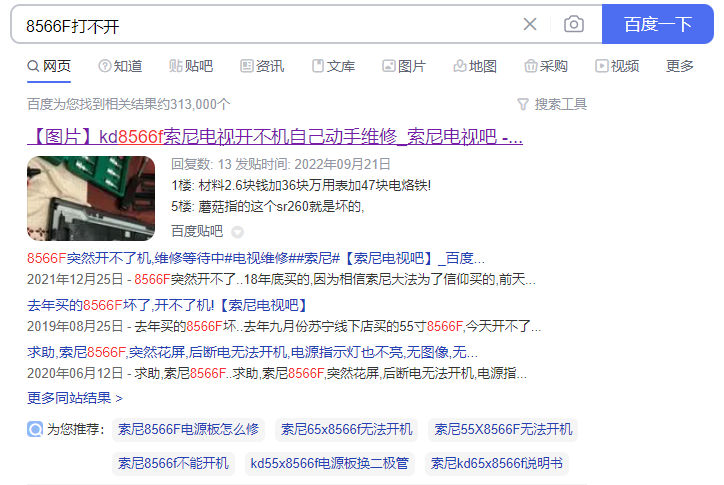 8566F打不开
百度一下
网页 知道 贴吧 资讯 文库 图片 地图 采购 视频 更多
百度为您找到相关结果约313,000个 搜索工具
【图片】kd8566f索尼电视开不机自己动手维修_索尼电视吧 -...
回复数: 13 发贴时间: 2022年09月21日
1楼: 材料2.6块钱加36块万用表加47块电烙铁!
5楼: 蘑菇指的这个sr260就是坏的,
百度贴吧
8566F突然开不了机,维修等待中#电视维修##索尼#【索尼电视吧】_百度...
2021年12月25日 - 8566F突然开不了..18年底买的,因为相信索尼大法为了信仰买的,前天...
去年买的8566F坏了,开不了机!【索尼电视吧】
2019年08月25日 - 去年买的8566F坏..去年九月份苏宁线下店买的55寸8566F,今天开不了...
求助,索尼8566F,突然花屏,后断电无法开机,电源指示灯也不亮,无图像,无...
2020年06月12日 - 求助,索尼8566F..求助,索尼8566F,突然花屏,后断电无法开机,电源指...
更多同站结果 >
为您推荐: 索尼8566F电源板怎么修 索尼65x8566f无法开机 索尼55X8566F无法开机
索尼8566f不能开机 kd55x8566f电源板换二极管 索尼kd65x8566f说明书